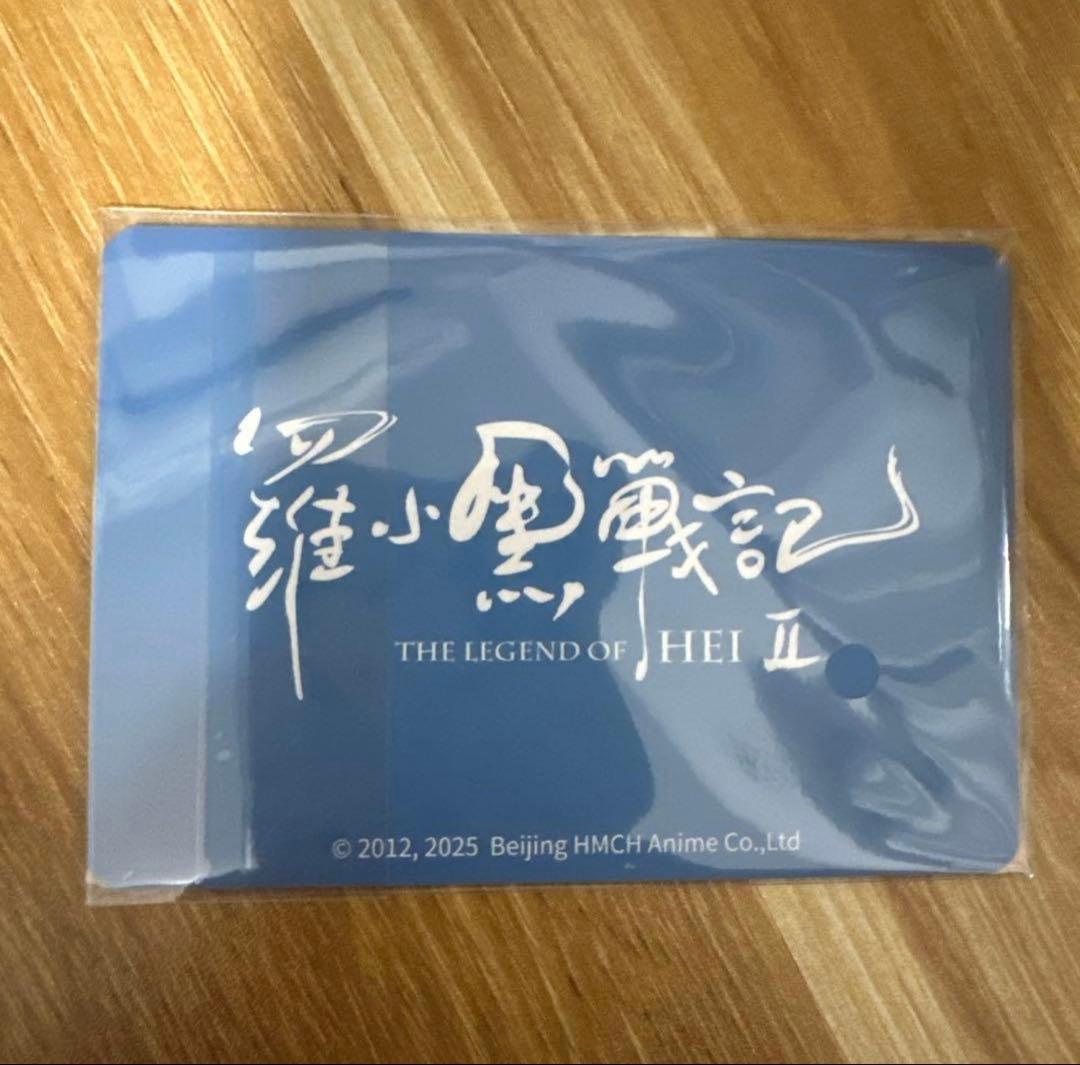 羅小黑戰記
THE LEGEND OF HEI II
© 2012, 2025 Beijing HMCH Anime Co.,Ltd